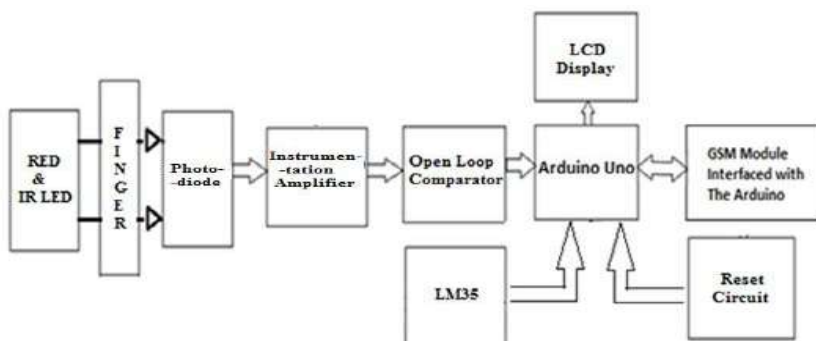 LCD
Display
RED
&
IR LED
F
I
N
G
E
R
Photo-
-diode
Instrumen-
-tation
Amplifier
Open Loop
Comparator
Arduino Uno
GSM Module
Interfaced with
The Arduino
LM35
Reset
Circuit